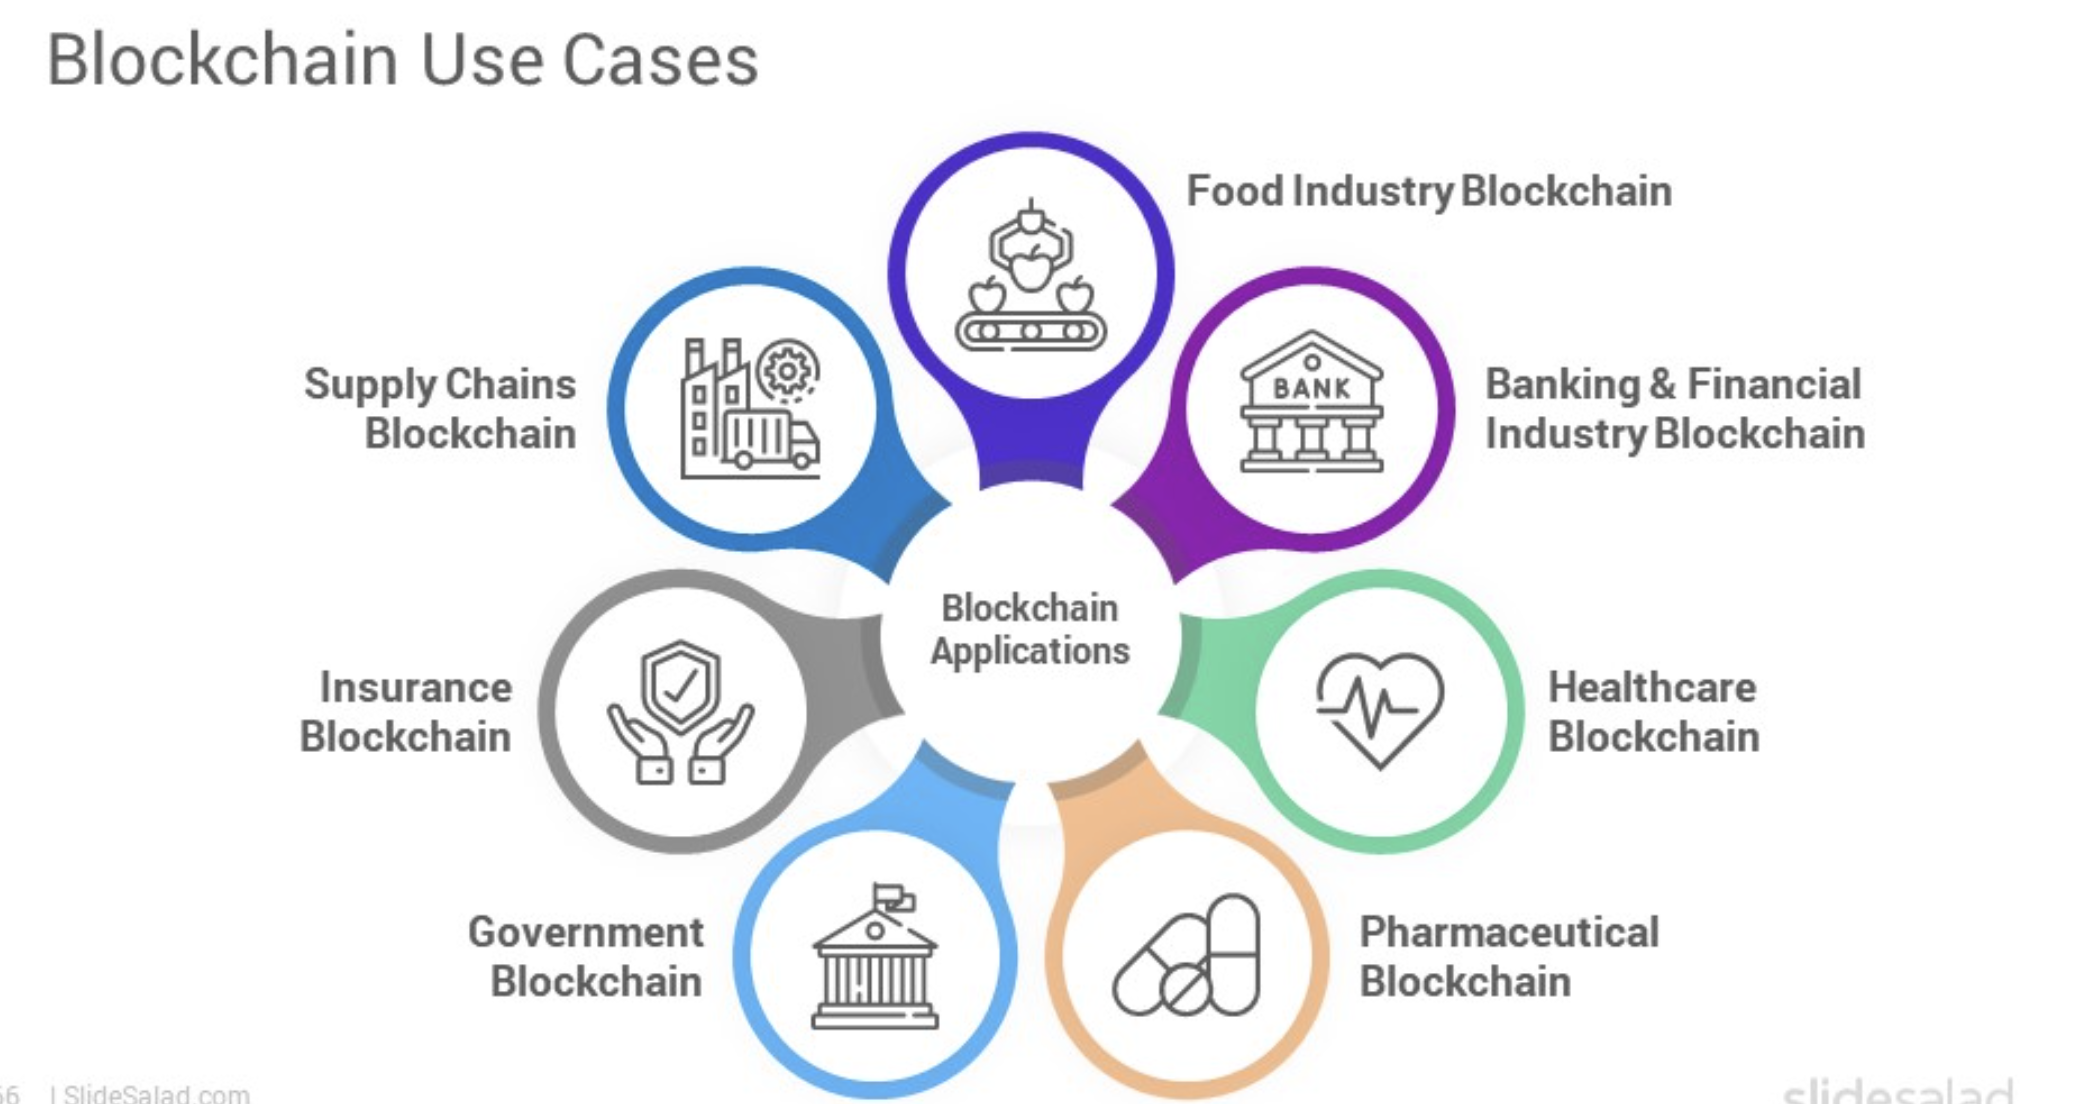 Blockchain Use Cases
Food Industry Blockchain
Supply Chains
Blockchain
BANK
Banking & Financial
Industry Blockchain
Blockchain
Applications
Insurance
Blockchain
Healthcare
Blockchain
Government
Blockchain
Pharmaceutical
Blockchain
| SlideSalad.com
slidesalad